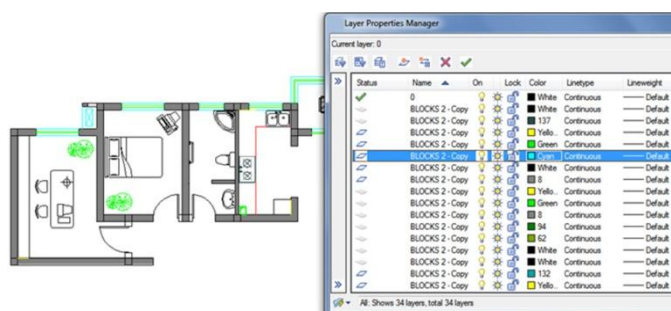 Layer Properties Manager
Current layer: 0
Status Name On Lock Color Linetype Lineweight
0 White Continuous Default
BLOCKS 2 - Copy 137 Continuous Default
BLOCKS 2 - Copy Yello... Continuous Default
BLOCKS 2 - Copy Green Continuous Default
BLOCKS 2 - Copy Cyan Continuous Default
BLOCKS 2 - Copy White Continuous Default
BLOCKS 2 - Copy 8 Continuous Default
BLOCKS 2 - Copy Yello... Continuous Default
BLOCKS 2 - Copy Green Continuous Default
BLOCKS 2 - Copy 8 Continuous Default
BLOCKS 2 - Copy 94 Continuous Default
BLOCKS 2 - Copy 62 Continuous Default
BLOCKS 2 - Copy White Continuous Default
BLOCKS 2 - Copy White Continuous Default
BLOCKS 2 - Copy 132 Continuous Default
BLOCKS 2 - Copy Yello... Continuous Default
All: Shows 34 layers, total 34 layers